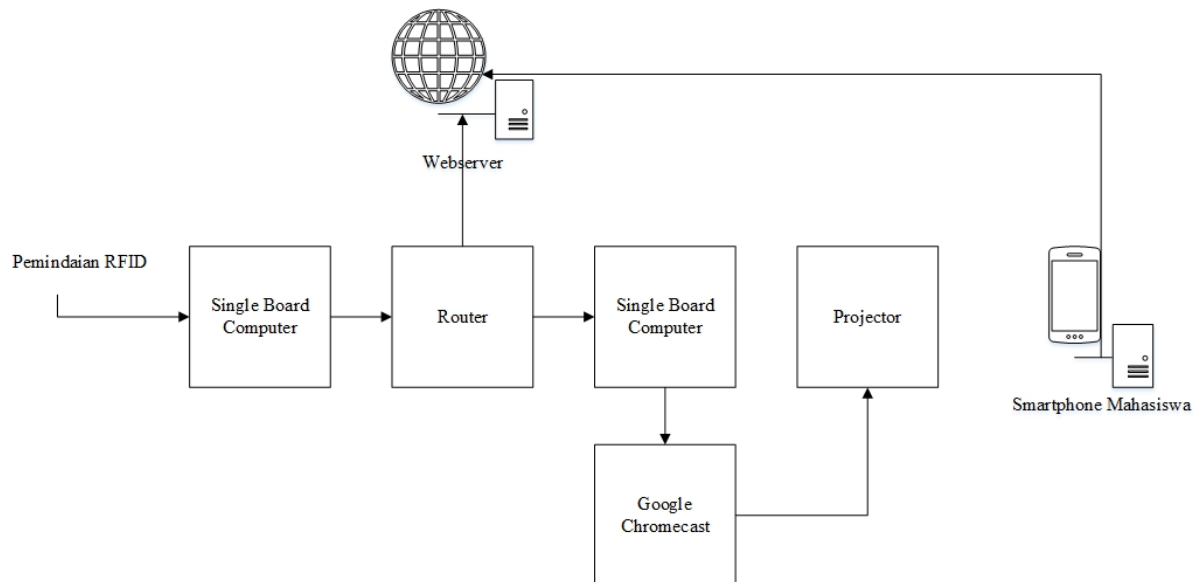 Webserver
Pemindaian RFID
Single Board
Computer
Router
Single Board
Computer
Projector
Smartphone Mahasiswa
Google
Chromecast